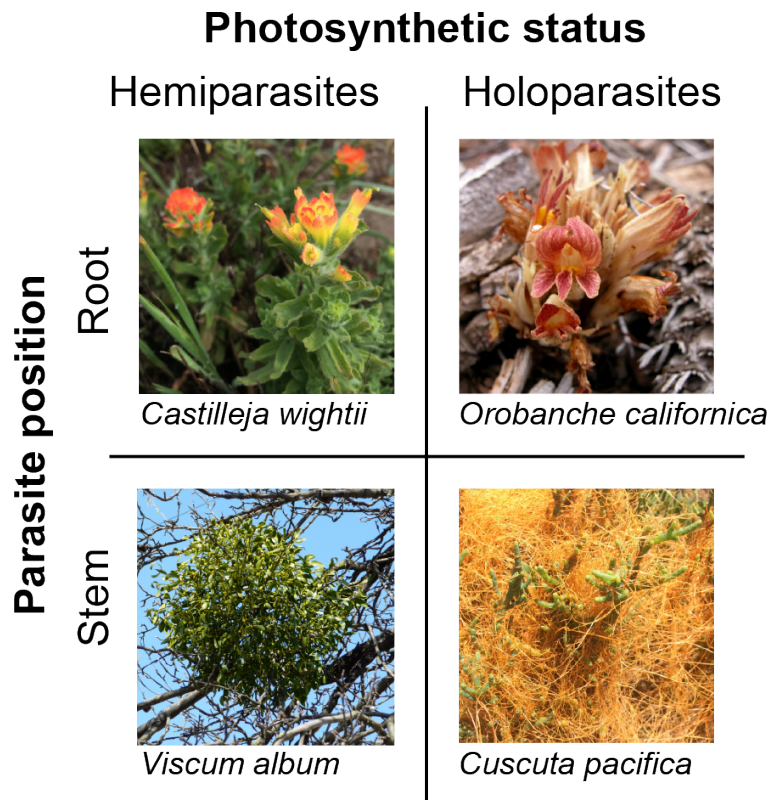 Photosynthetic status
Hemiparasites
Holoparasites
Parasite position
Root
Castilleja wightii
Orobanche californica
Stem
Viscum album
Cuscuta pacifica